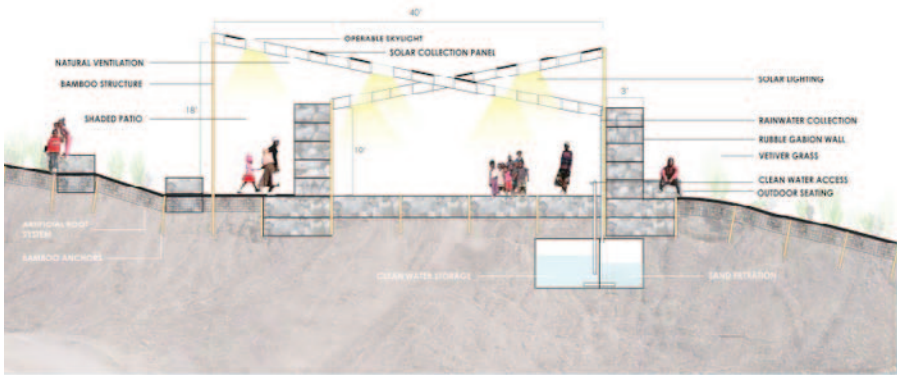 40'
OPERABLE SKYLIGHT
SOLAR COLLECTION PANEL
NATURAL VENTILATION
BAMBOO STRUCTURE
SOLAR LIGHTING
3'
18'
SHADED PATIO
RAINWATER COLLECTION
RUBBLE GABION WALL
10'
VETIVER GRASS
CLEAN WATER ACCESS
OUTDOOR SEATING
ARTIFICIAL ROOT
SYSTEM
BAMBOO ANCHORS
CLEAN WATER STORAGE
SAND FILTRATION